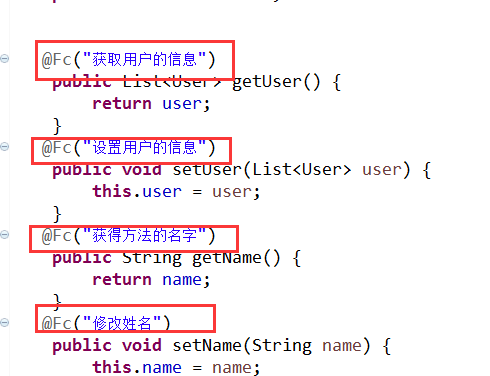 @Fc("获取用户的信息")
public List<User> getUser() {
return user;
}
@Fc("设置用户的信息")
public void setUser(List<User> user) {
this.user = user;
}
@Fc("获得方法的名字")
public String getName() {
return name;
}
@Fc("修改姓名")
public void setName(String name) {
this.name = name;